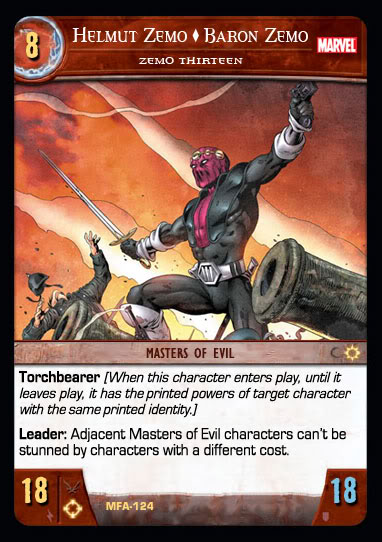 8
HELMUT ZEMO ♦ BARON ZEMO
MARVEL
ZEMO THIRTEEN
MASTERS OF EVIL
C
Torchbearer [When this character enters play, until it
leaves play, it has the printed powers of target character
with the same printed identity.]
Leader: Adjacent Masters of Evil characters can't be
stunned by characters with a different cost.
18
MFA-124
18